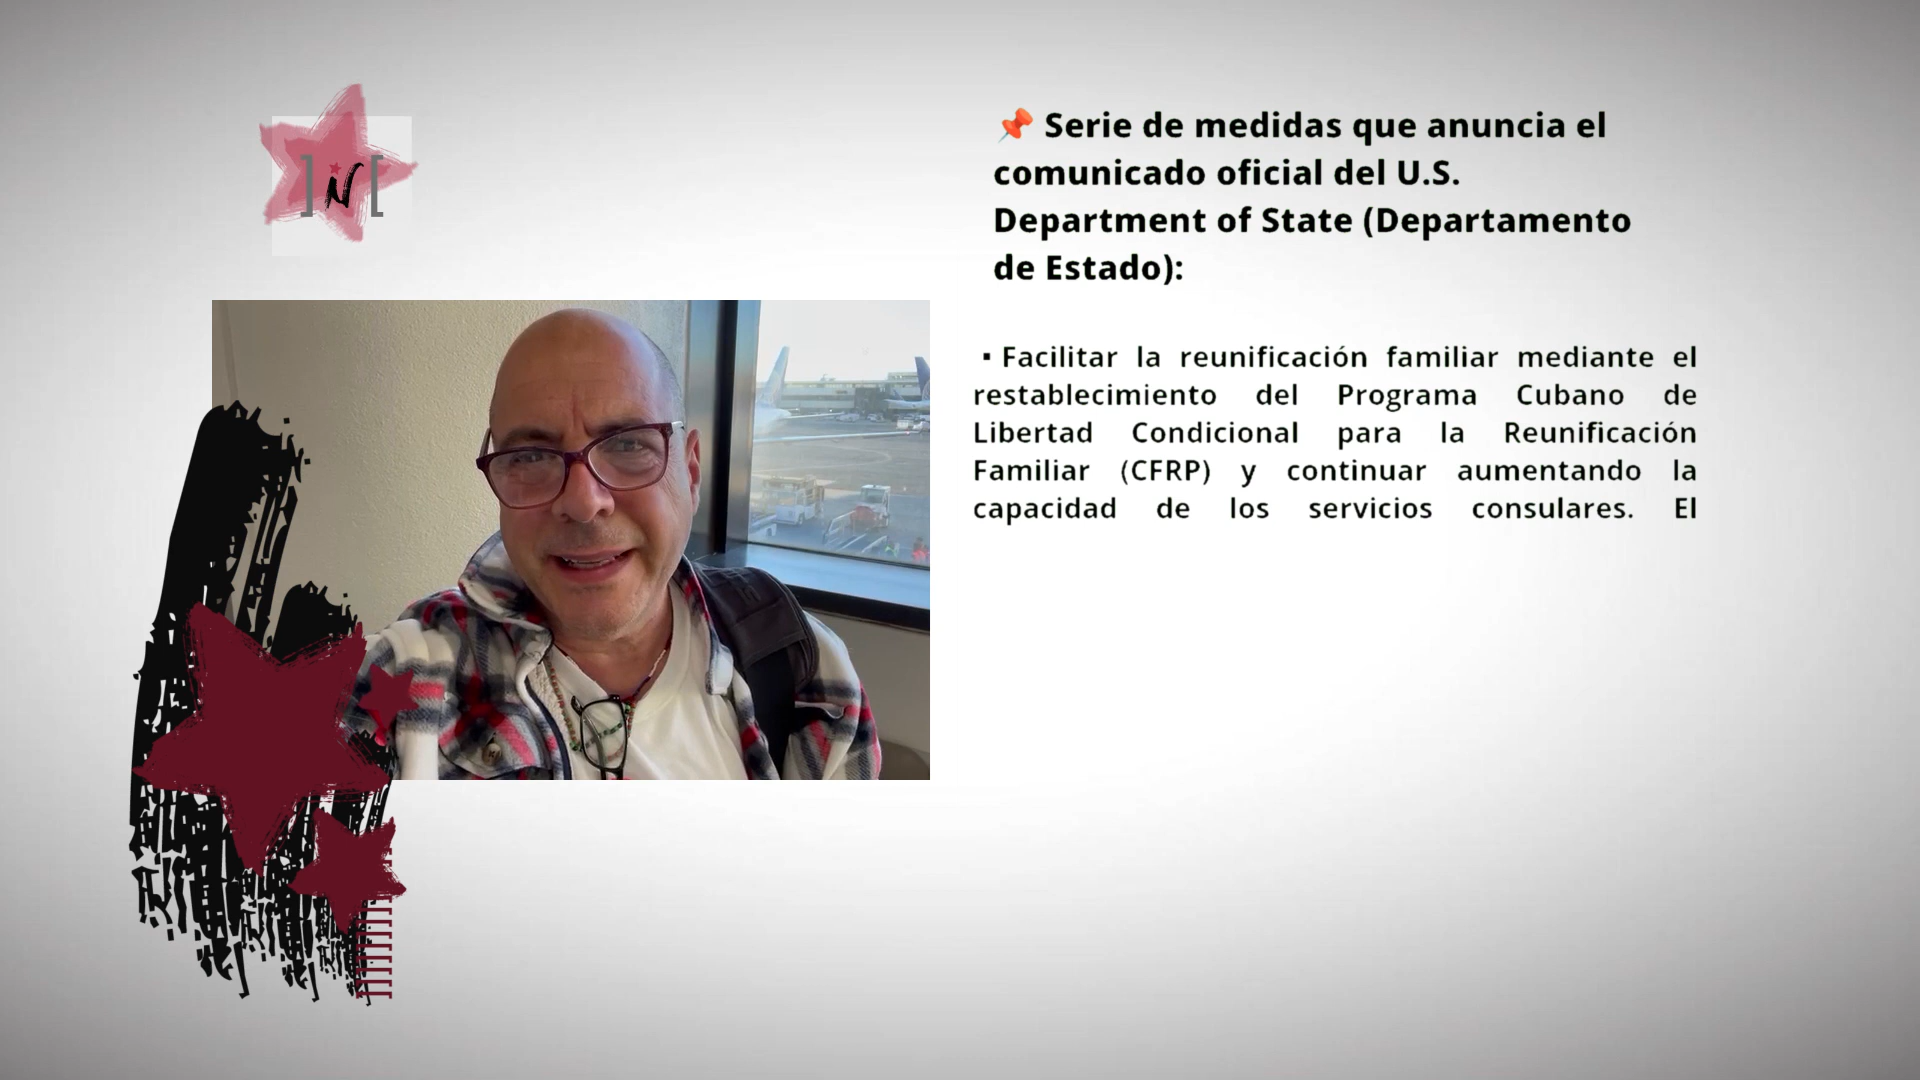 ]N[
📌 Serie de medidas que anuncia el
comunicado oficial del U.S.
Department of State (Departamento
de Estado):
▪ Facilitar la reunificación familiar mediante el
restablecimiento del Programa Cubano de
Libertad Condicional para la Reunificación
Familiar (CFRP) y continuar aumentando la
capacidad de los servicios consulares. El